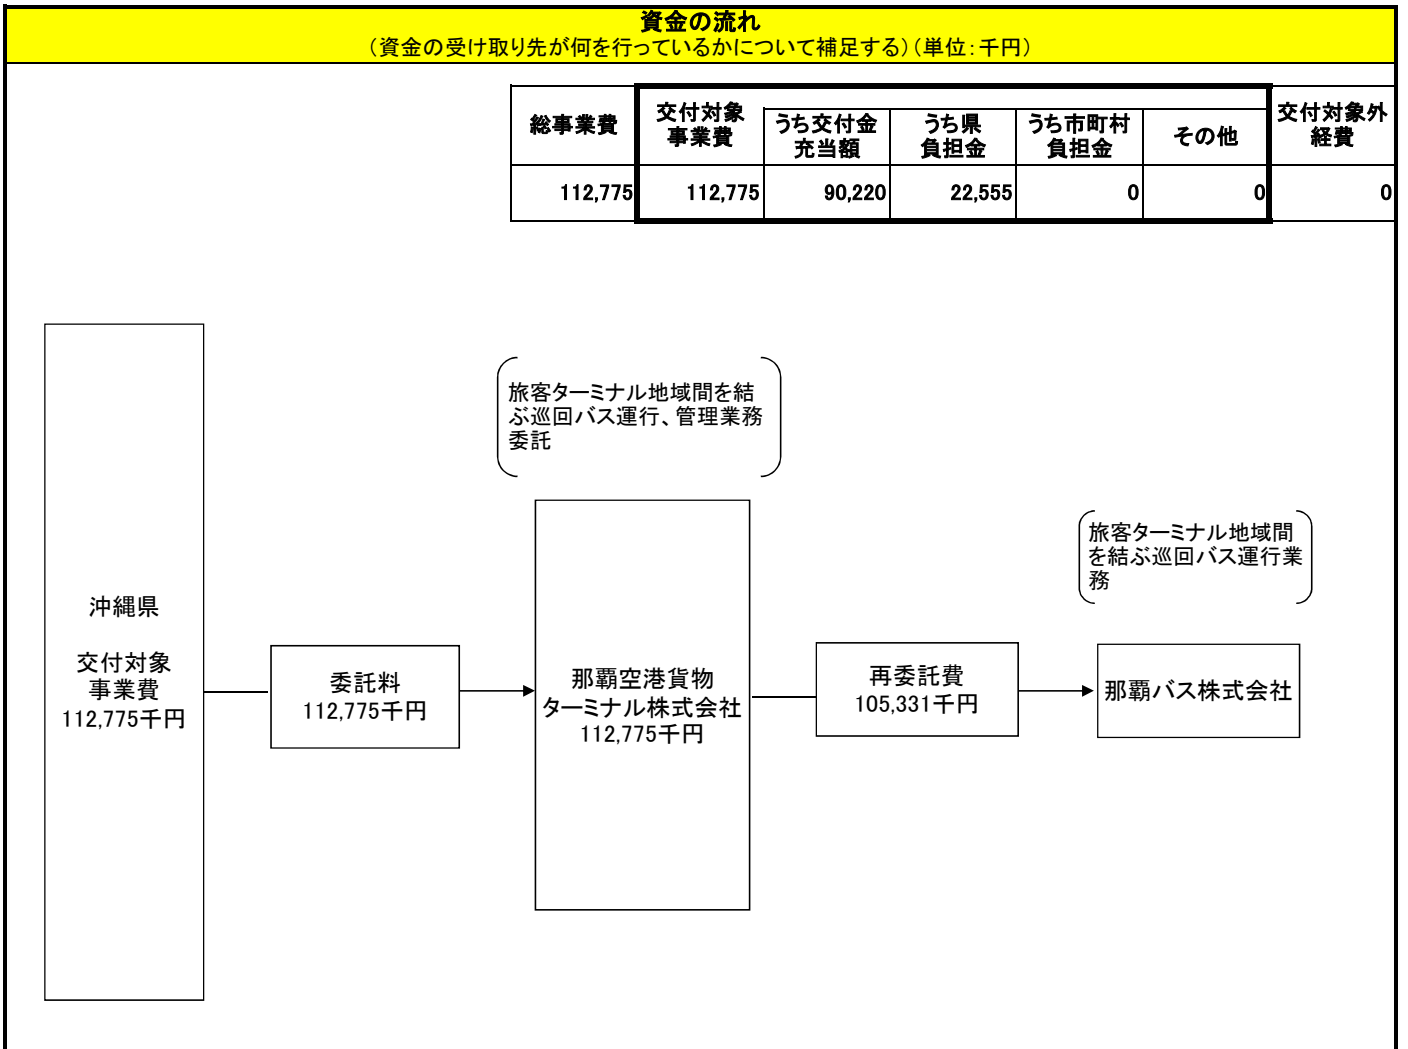 資金の流れ
（資金の受け取り先が何を行っているかについて補足する）（単位：千円）
総事業費
交付対象
事業費
うち交付金
充当額
うち県
負担金
うち市町村
負担金
その他
交付対象外
経費
112,775
112,775
90,220
22,555
0
0
0
旅客ターミナル地域間を結
ぶ巡回バス運行、管理業務
委託
旅客ターミナル地域間
を結ぶ巡回バス運行業
務
沖縄県
交付対象
事業費
112,775千円
委託料
112,775千円
那覇空港貨物
ターミナル株式会社
112,775千円
再委託費
105,331千円
那覇バス株式会社